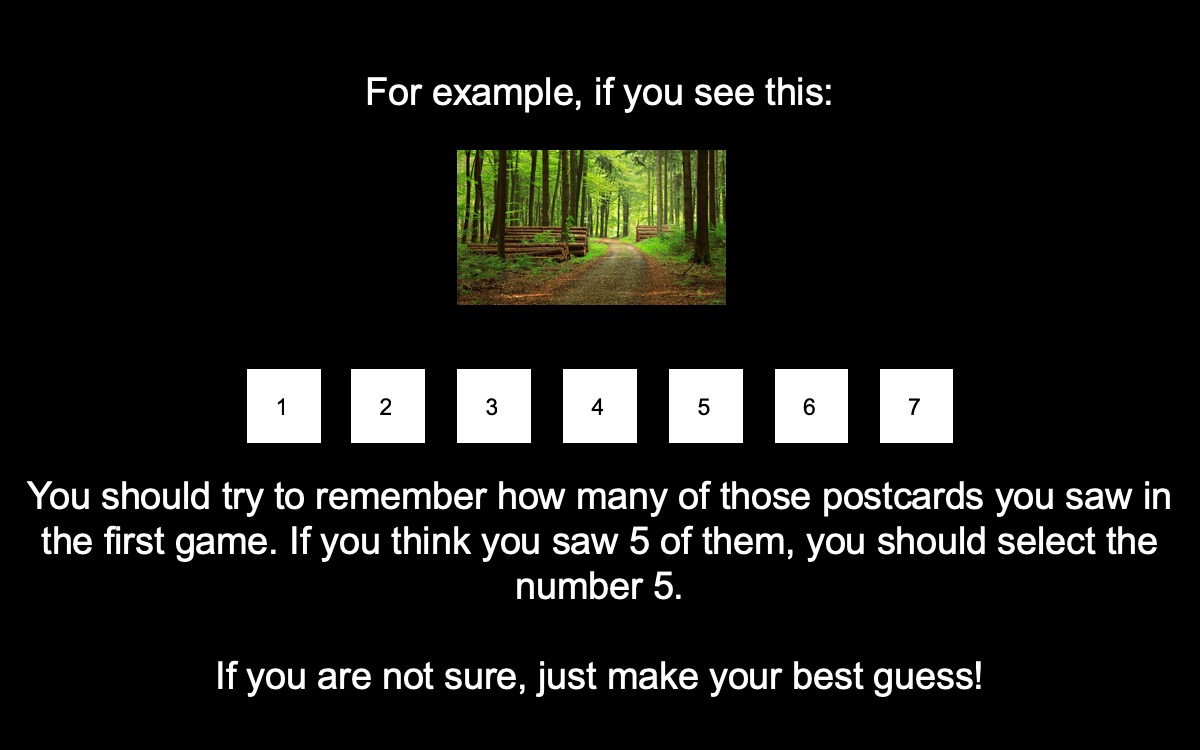 For example, if you see this:
1 2 3 4 5 6 7
You should try to remember how many of those postcards you saw in
the first game. If you think you saw 5 of them, you should select the
number 5.
If you are not sure, just make your best guess!